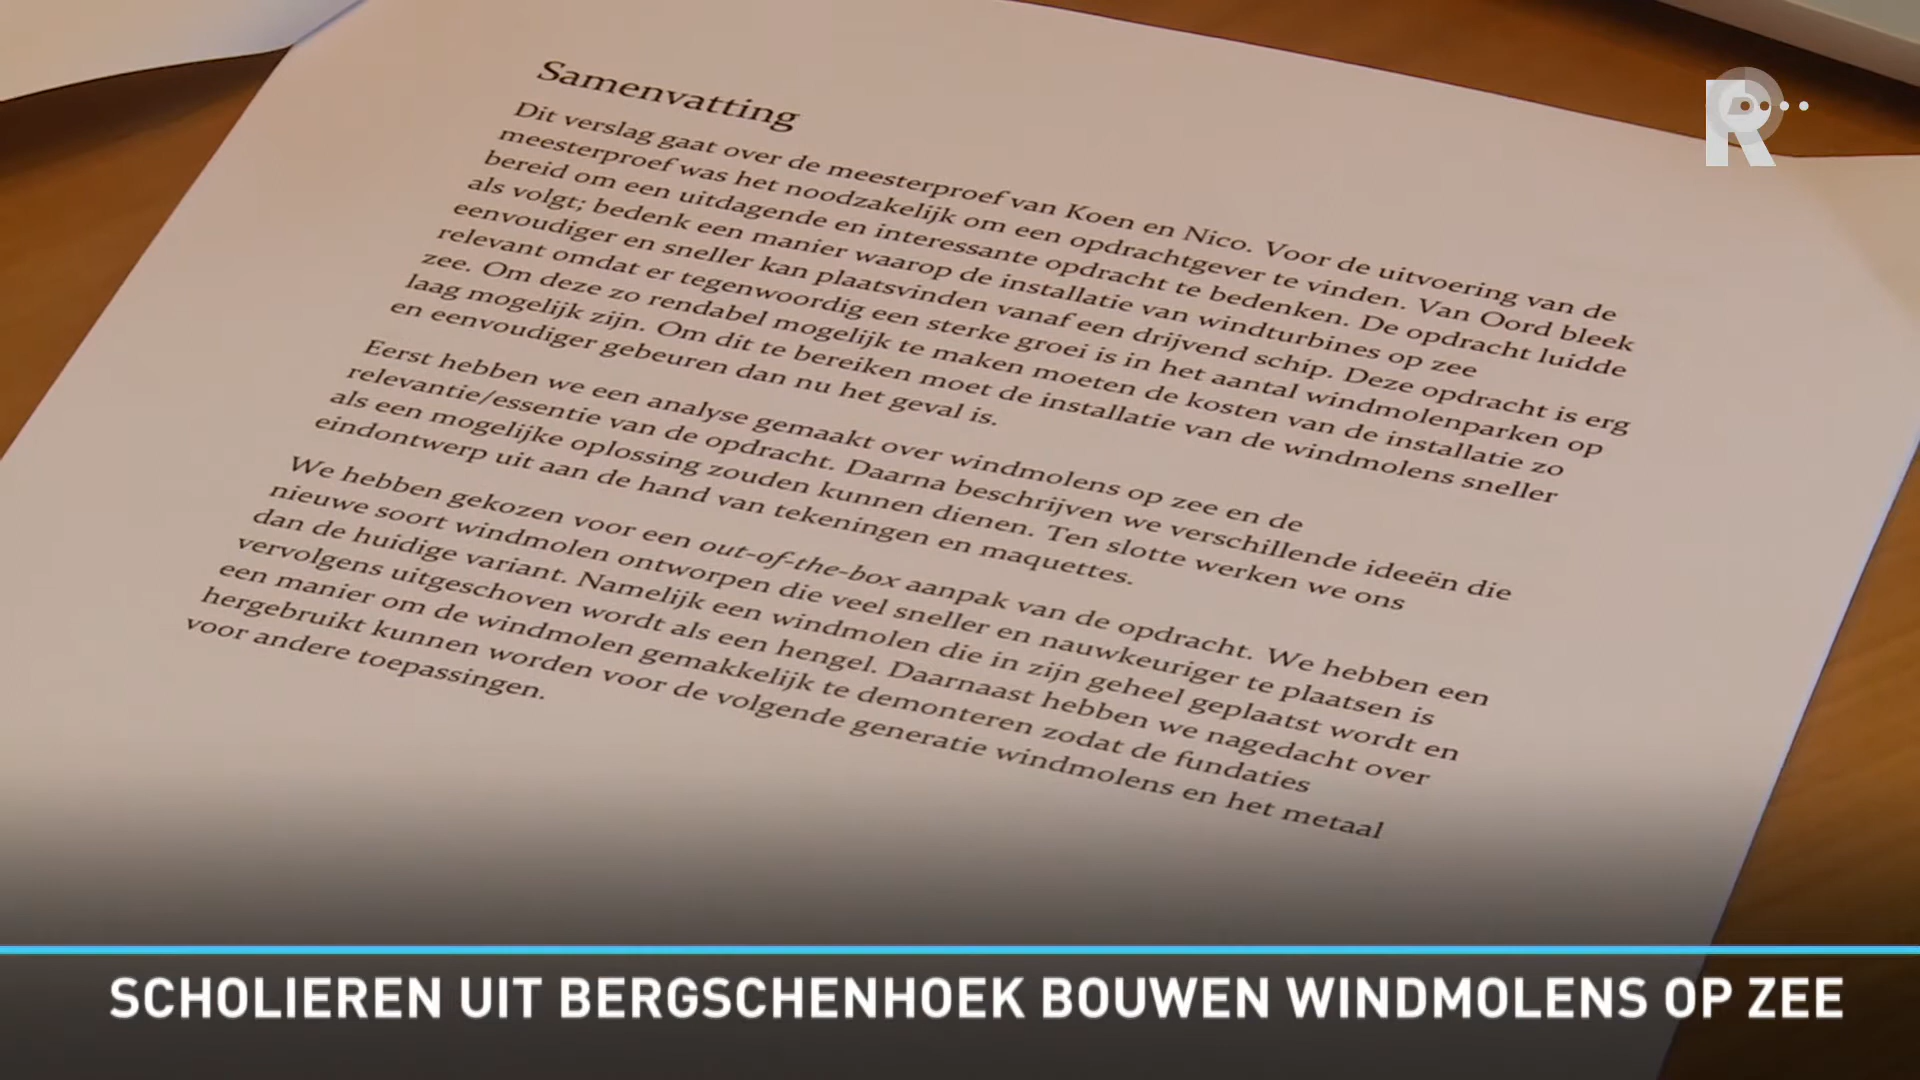 Samenvatting
Dit verslag gaat over de meesterproef van Koen en Nico. Voor de uitvoering van de
meesterproef was het noodzakelijk om een opdrachtgever te vinden. Van Oord bleek
bereid om een uitdagende en interessante opdracht te bedenken. De opdracht luidde
als volgt; bedenk een manier waarop de installatie van windturbines op zee
eenvoudiger en sneller kan plaatsvinden vanaf een drijvend schip. Deze opdracht is erg
relevant omdat er tegenwoordig een sterke groei is in het aantal windmolenparken op
zee. Om deze zo rendabel mogelijk te maken moeten de kosten van de installatie zo
laag mogelijk zijn. Om dit te bereiken moet de installatie van de windmolens sneller
en eenvoudiger gebeuren dan nu het geval is.
Eerst hebben we een analyse gemaakt over windmolens op zee en de
relevantie/essentie van de opdracht. Daarna beschrijven we verschillende ideeën die
als een mogelijke oplossing zouden kunnen dienen. Ten slotte werken we ons
eindontwerp uit aan de hand van tekeningen en maquettes.
We hebben gekozen voor een out-of-the-box aanpak van de opdracht. We hebben een
nieuwe soort windmolen ontworpen die veel sneller en nauwkeuriger te plaatsen is
dan de huidige variant. Namelijk een windmolen die in zijn geheel geplaatst wordt en
vervolgens uitgeschoven wordt als een hengel. Daarnaast hebben we nagedacht over
een manier om de windmolen gemakkelijk te demonteren zodat de fundaties
hergebruikt kunnen worden voor de volgende generatie windmolens en het metaal
voor andere toepassingen.
R
SCHOLIEREN UIT BERGSCHENHOEK BOUWEN WINDMOLENS OP ZEE